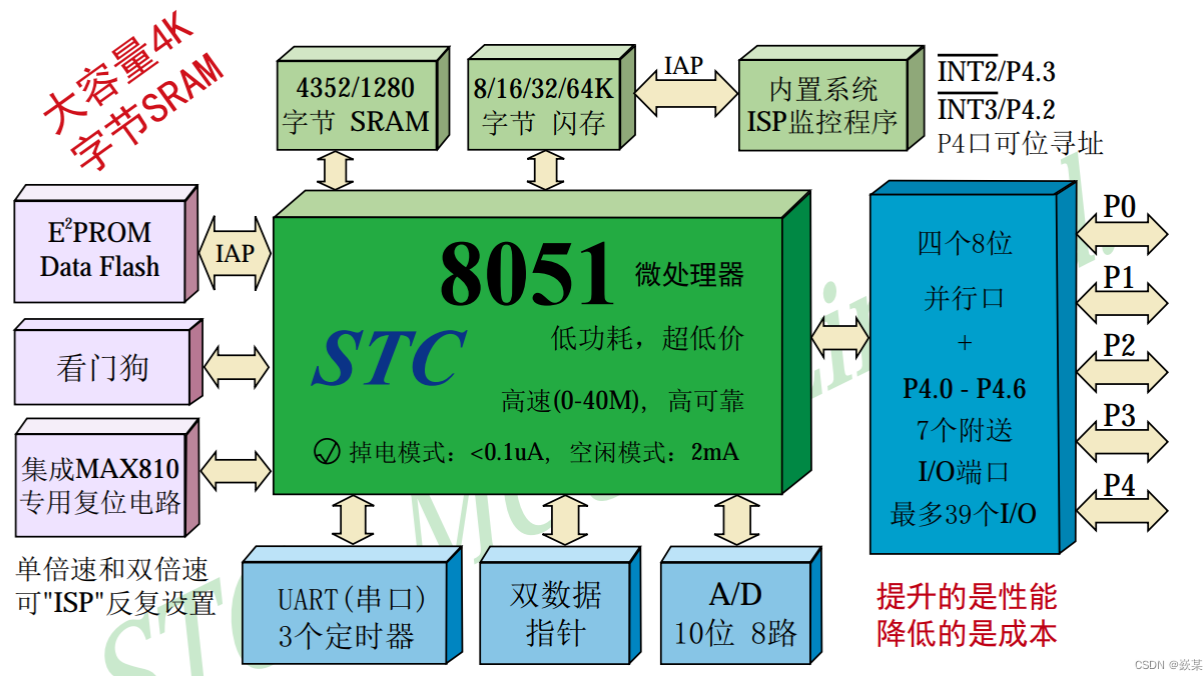 大容量4K
字节SRAM
4352/1280
字节 SRAM
8/16/32/64K
字节 闪存
IAP
内置系统
ISP监控程序
INT2/P4.3
INT3/P4.2
P4口可位寻址
E²PROM
Data Flash
IAP
看门狗
集成MAX810
专用复位电路
单倍速和双倍速
可"ISP"反复设置
8051 微处理器
STC
低功耗，超低价
高速(0-40M)，高可靠
掉电模式：<0.1uA，空闲模式：2mA
四个8位
并行口
+
P4.0 - P4.6
7个附送
I/O端口
最多39个I/O
P0
P1
P2
P3
P4
UART(串口)
3个定时器
双数据
指针
A/D
10位 8路
提升的是性能
降低的是成本
CSDN @燚某